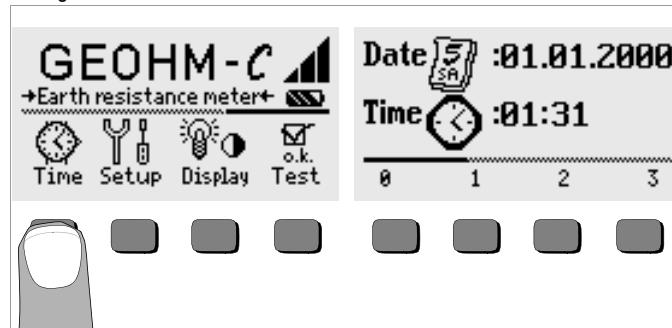 GEOHM-C
→Earth resistance meter←
Time Setup Display o.k. Test
Date 5 SA :01.01.2000
Time :01:31
0 1 2 3